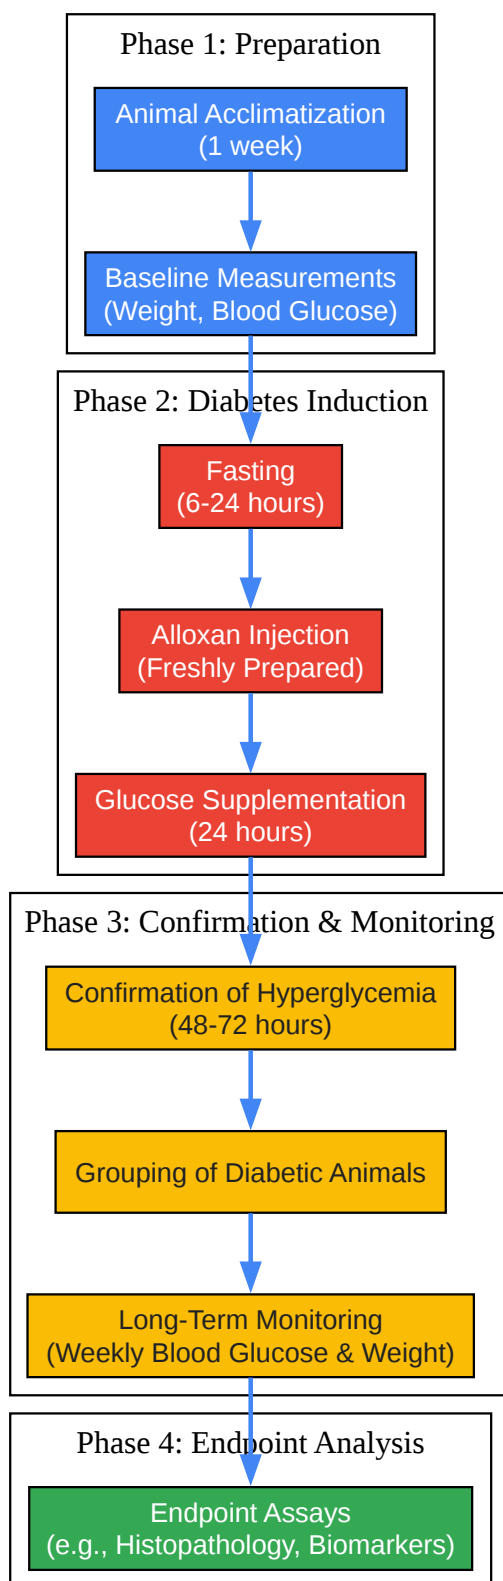 Phase 1: Preparation
Animal Acclimatization
(1 week)
Baseline Measurements
(Weight, Blood Glucose)
Phase 2: Diabetes Induction
Fasting
(6-24 hours)
Alloxan Injection
(Freshly Prepared)
Glucose Supplementation
(24 hours)
Phase 3: Confirmation & Monitoring
Confirmation of Hyperglycemia
(48-72 hours)
Grouping of Diabetic Animals
Long-Term Monitoring
(Weekly Blood Glucose & Weight)
Phase 4: Endpoint Analysis
Endpoint Assays
(e.g., Histopathology, Biomarkers)